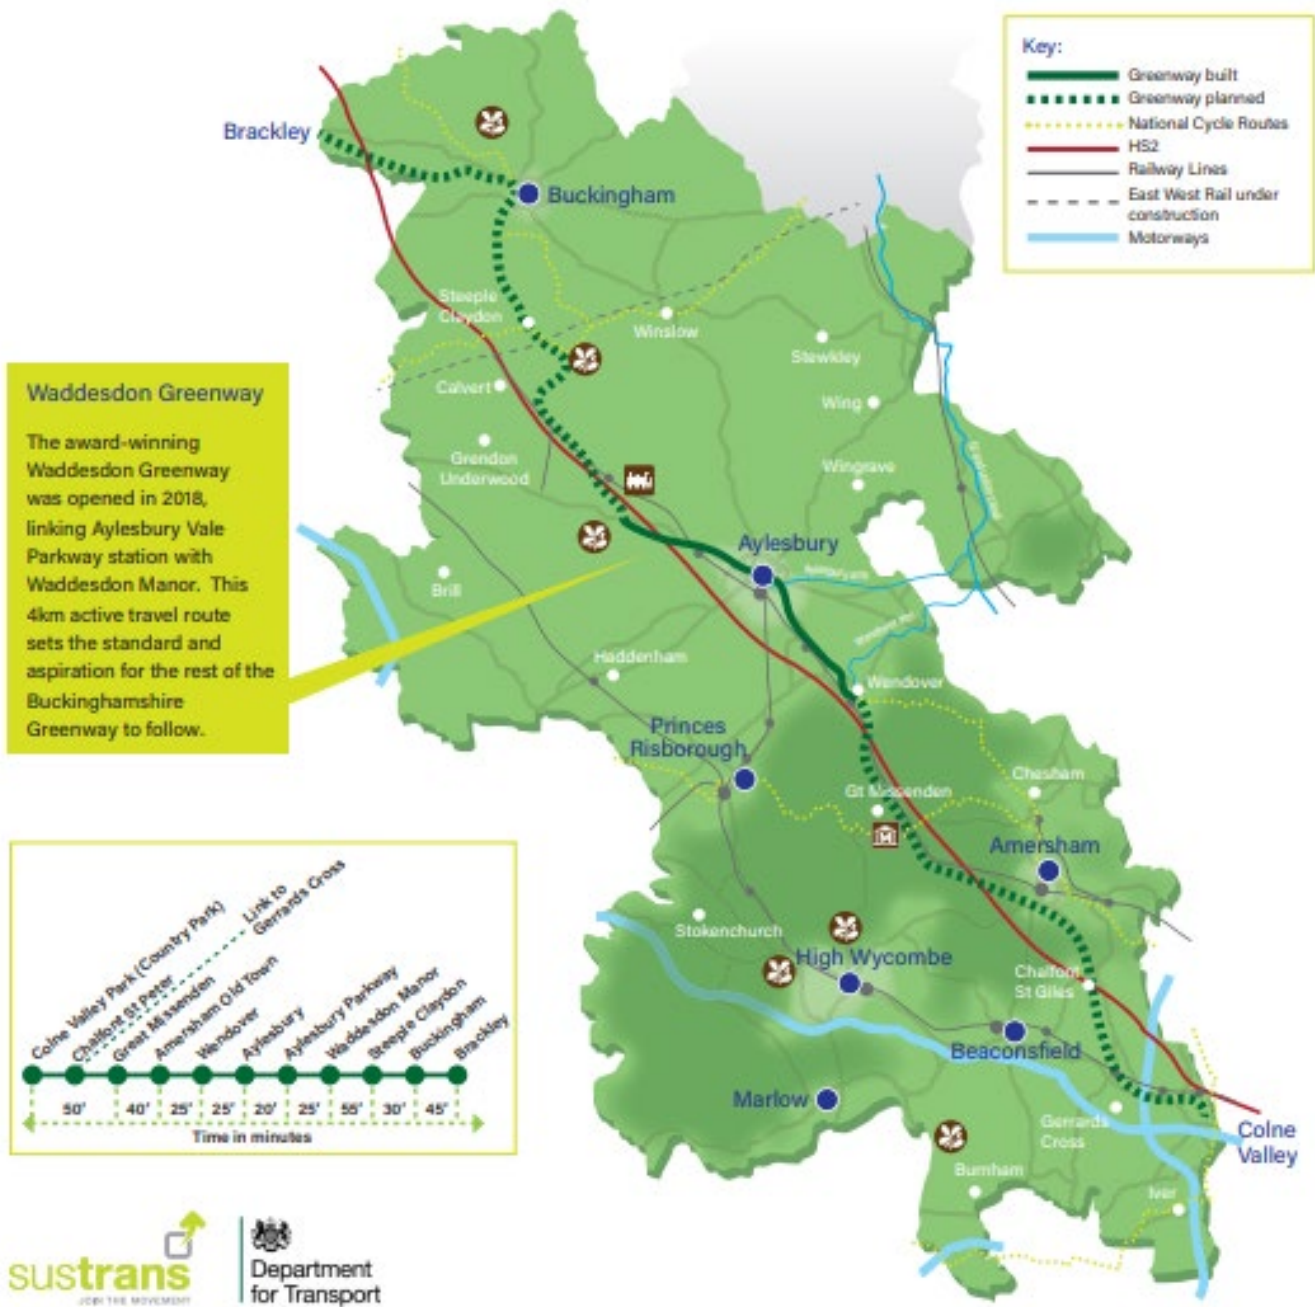 Key:
Greenway built
Greenway planned
National Cycle Routes
HS2
Railway Lines
East West Rail under
construction
Motorways
Brackley
Buckingham
Steeple
Claydon
Winslow
Stewkley
Calvert
Wing
Grendon
Underwood
Wingrave
Waddesdon Greenway
The award-winning
Waddesdon Greenway
was opened in 2018,
linking Aylesbury Vale
Parkway station with
Waddesdon Manor. This
4km active travel route
sets the standard and
aspiration for the rest of the
Buckinghamshire
Greenway to follow.
Aylesbury
Brill
Haddenham
Wendover
Princes
Risborough
Gt Missenden
Chesham
Amersham
Stokenchurch
High Wycombe
Chalfont
St Giles
Beaconsfield
Marlow
Gerrards
Cross
Colne
Valley
Burnham
Iver
Colne Valley Park (Country Park)
Chalfont St Peter
Link to
Gerrards Cross
Great Missenden
Amersham Old Town
Wendover
Aylesbury
Aylesbury Parkway
Waddesdon Manor
Steeple Claydon
Buckingham
Brackley
50' 40' 25' 25' 20' 25' 55' 30' 45'
Time in minutes
sustrans
JOIN THE MOVEMENT
Department
for Transport